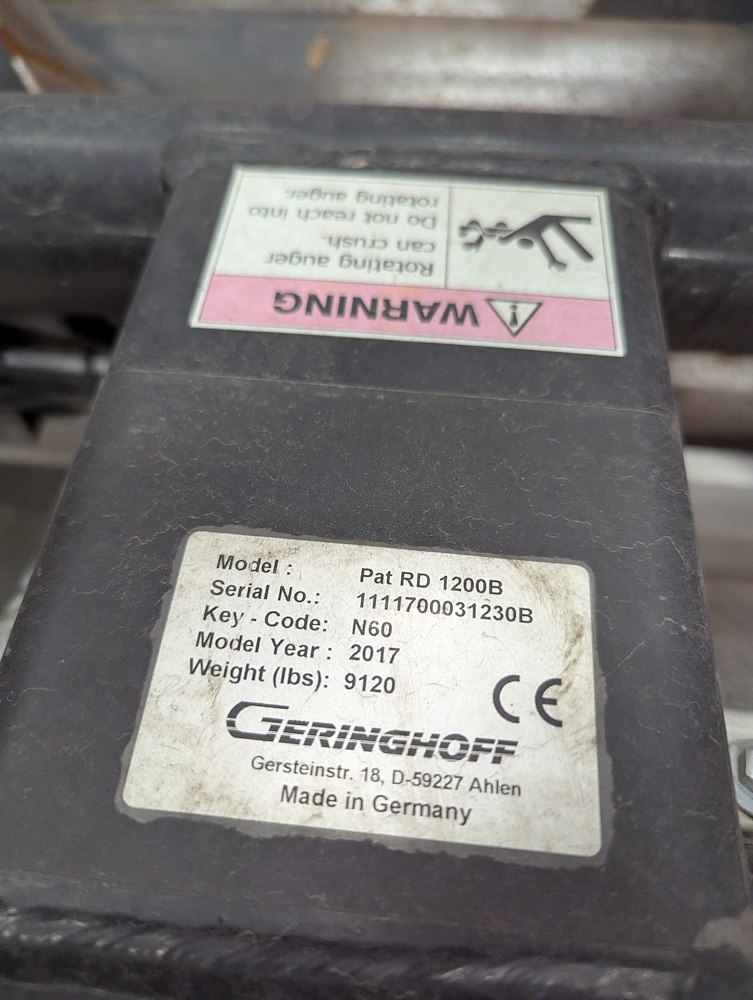 WARNING
Rotating auger
can crush.
Do not reach into
rotating auger.
Model : Pat RD 1200B
Serial No.: 1111700031230B
Key - Code: N60
Model Year : 2017
Weight (lbs): 9120
CE
GERINGHOFF
Gersteinstr. 18, D-59227 Ahlen
Made in Germany